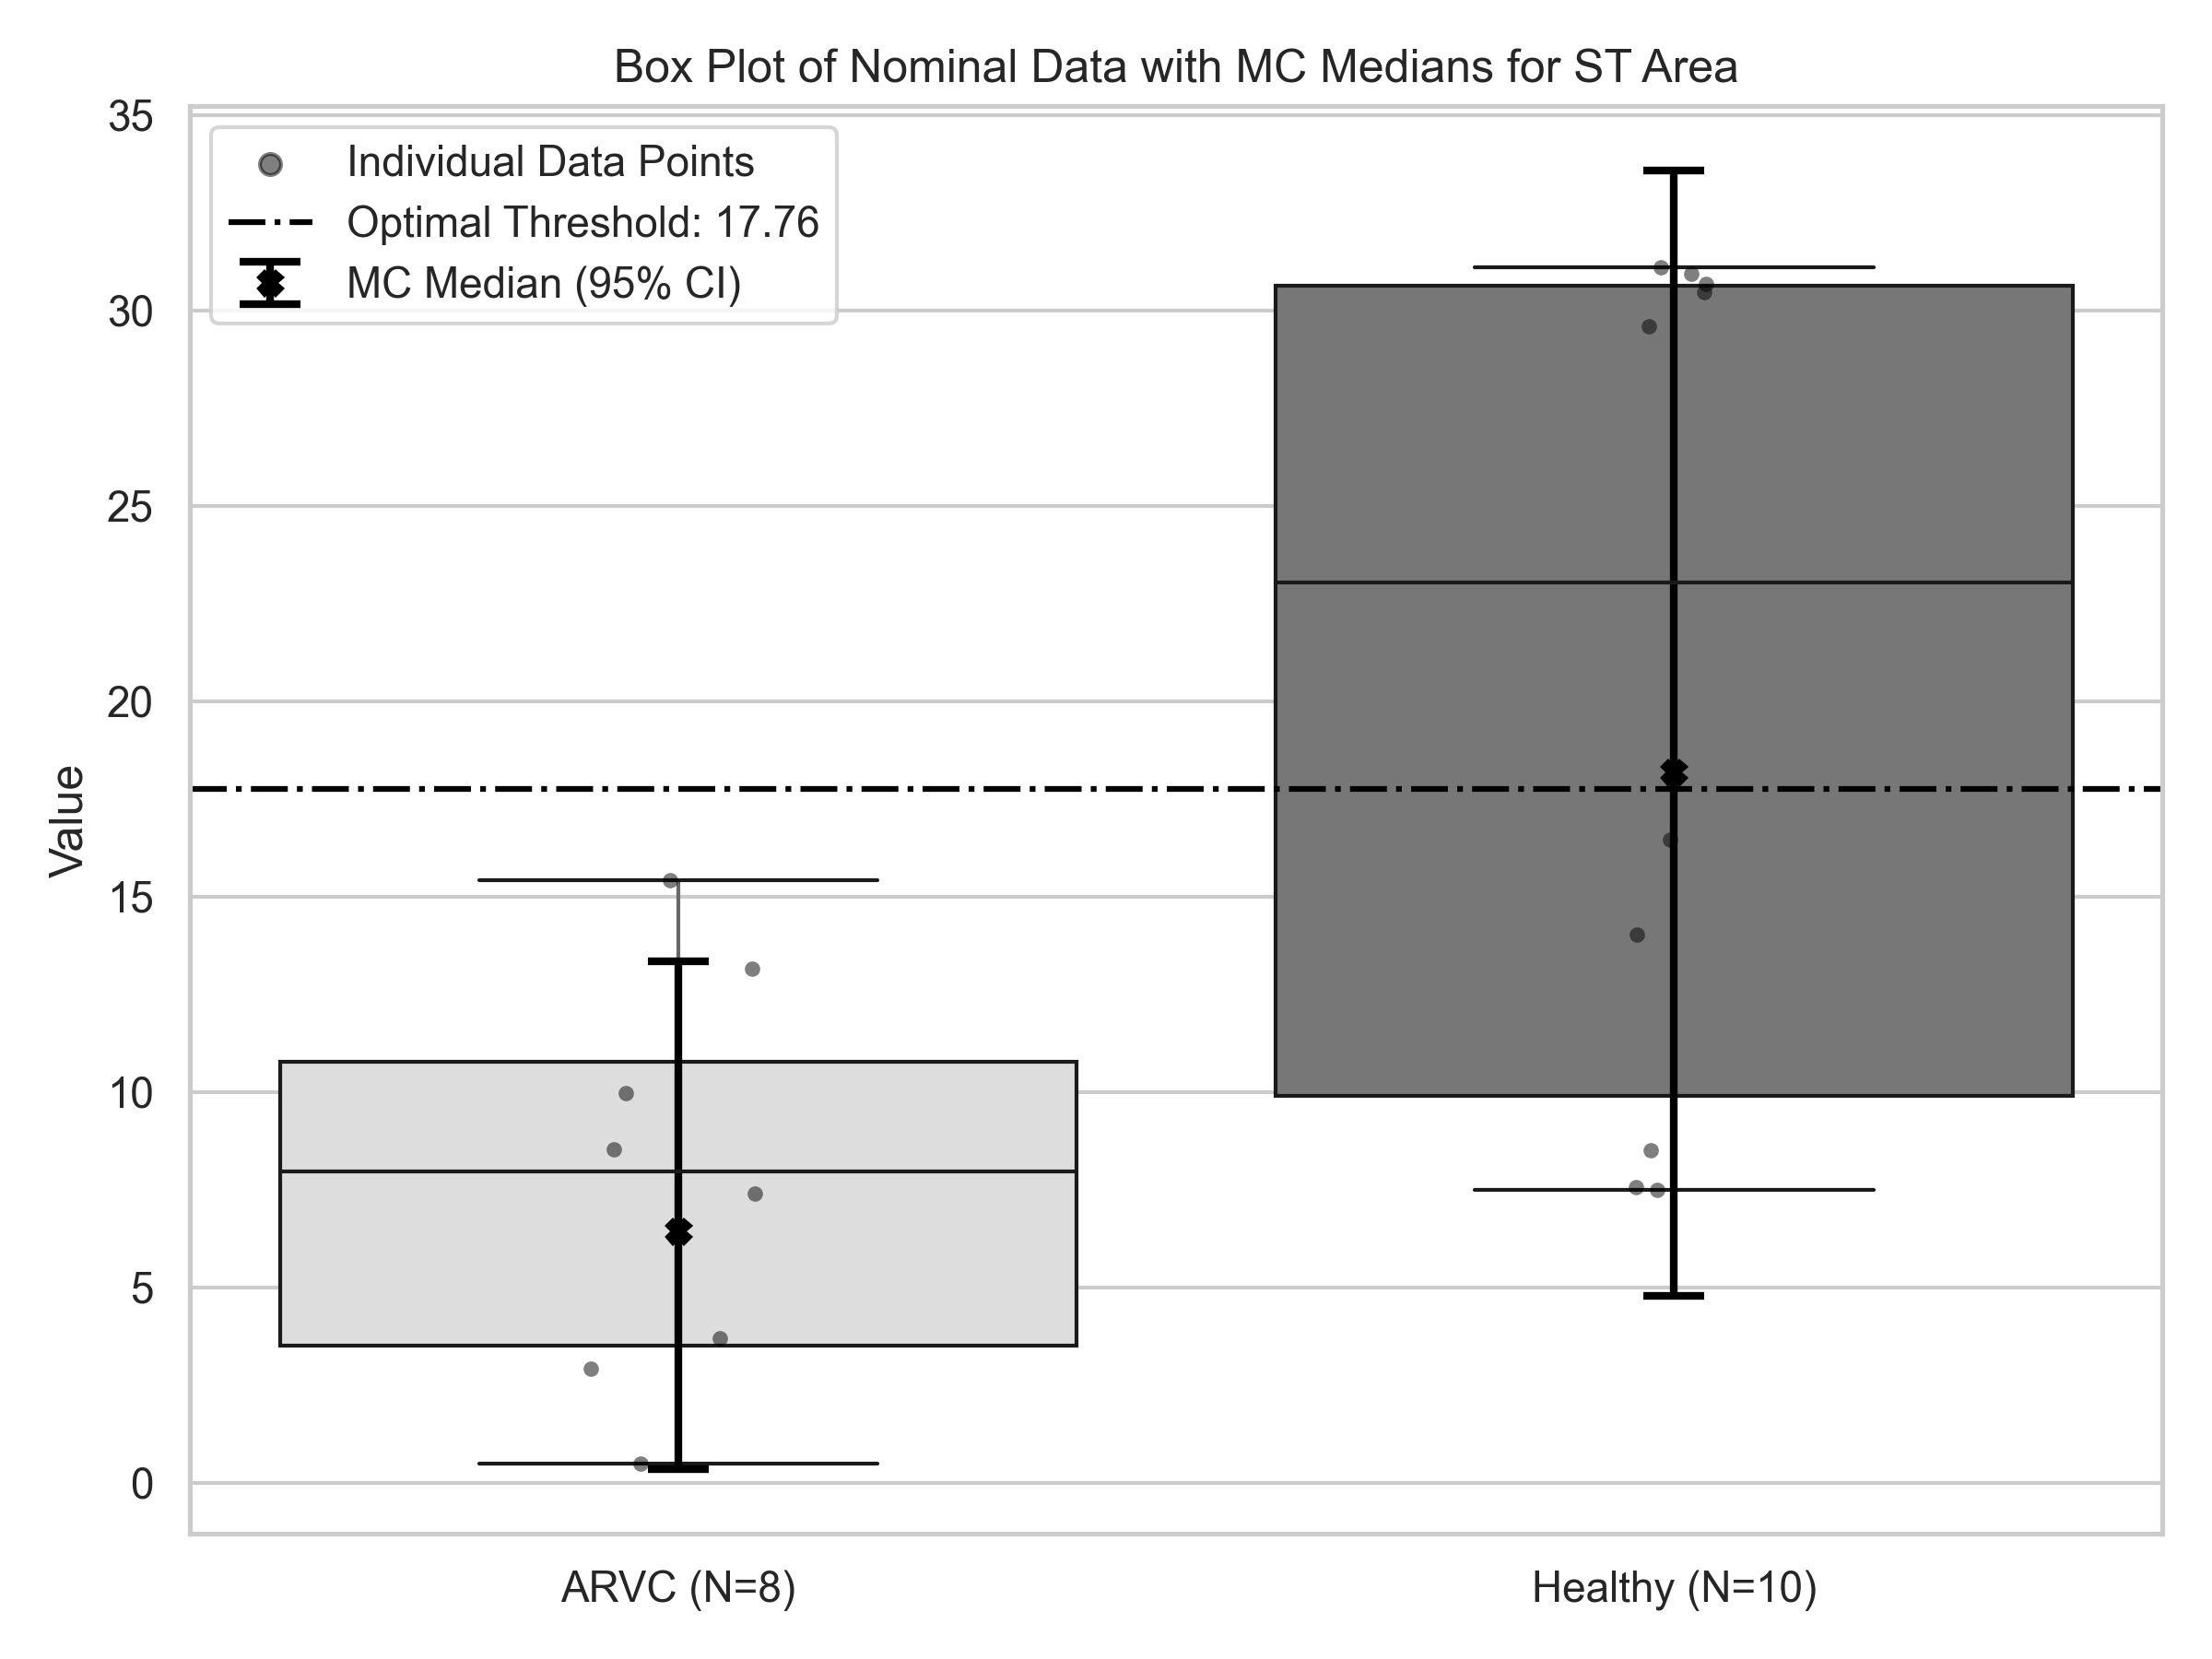 Box Plot of Nominal Data with MC Medians for ST Area
35
30
25
20
15
10
5
0
Value
Individual Data Points
Optimal Threshold: 17.76
MC Median (95% CI)
ARVC (N=8)
Healthy (N=10)